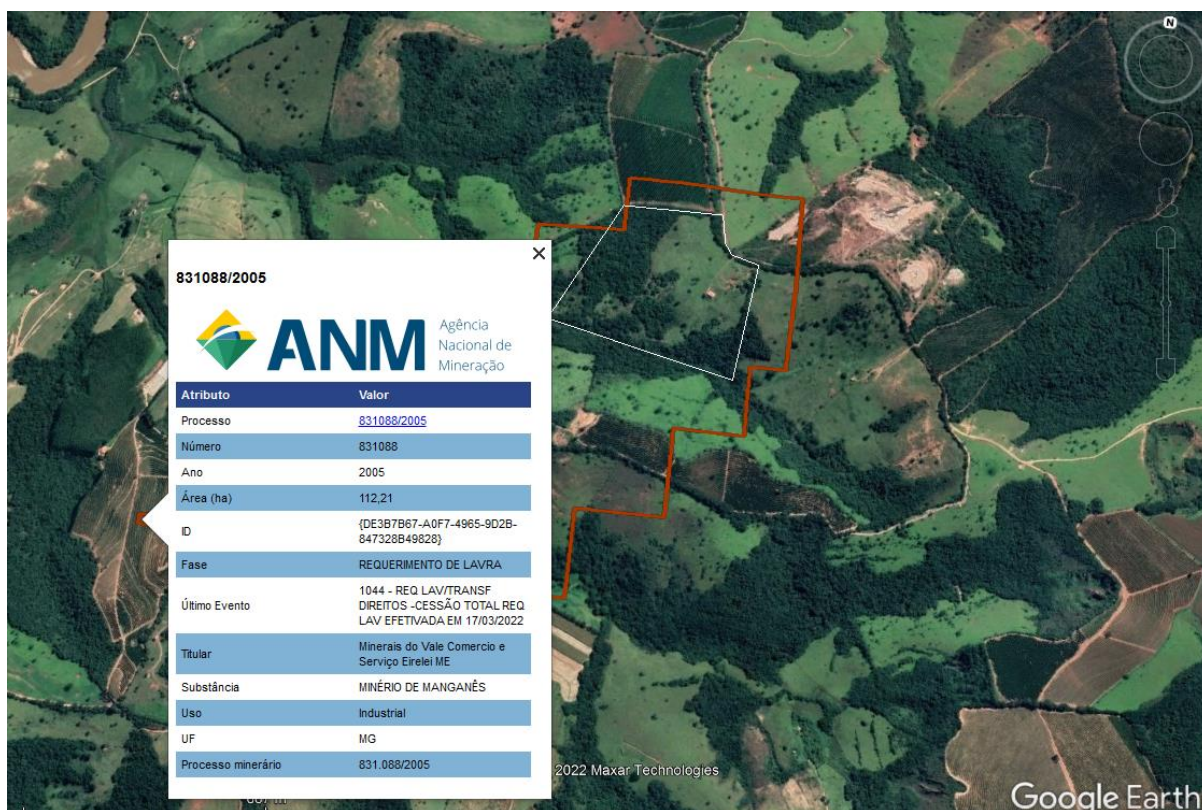 N
831088/2005
ANM
Agência
Nacional de
Mineração
Atributo Valor
Processo 831088/2005
Número 831088
Ano 2005
Área (ha) 112,21
ID {DE3B7B67-A0F7-4965-9D2B-
847328B49828}
Fase REQUERIMENTO DE LAVRA
Último Evento 1044 - REQ LAV/TRANSF
DIREITOS -CESSÃO TOTAL REQ
LAV EFETIVADA EM 17/03/2022
Titular Minerais do Vale Comercio e
Serviço Eirelei ME
Substância MINÉRIO DE MANGANÊS
Uso Industrial
UF MG
Processo minerário 831.088/2005
2022 Maxar Technologies
Google Earth